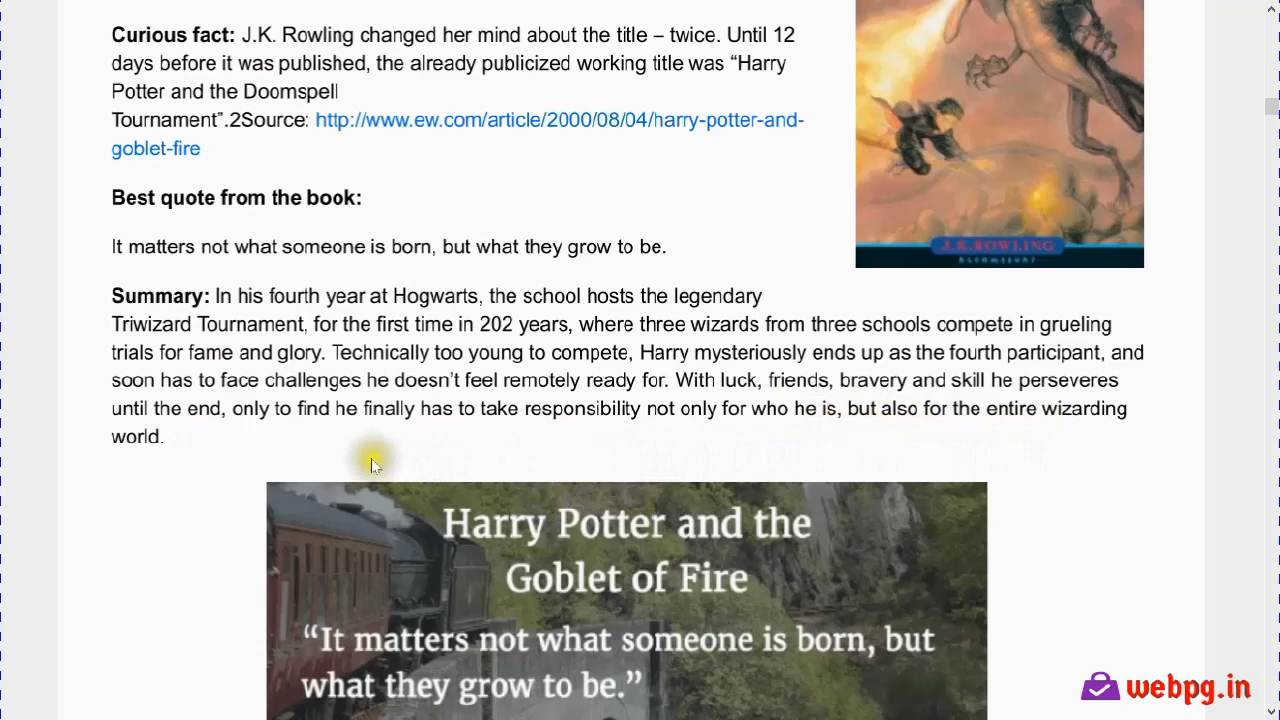 Curious fact: J.K. Rowling changed her mind about the title – twice. Until 12
days before it was published, the already publicized working title was “Harry
Potter and the Doomspell
Tournament”.2Source: http://www.ew.com/article/2000/08/04/harry-potter-and-
goblet-fire
J.K.ROWLING
BLOOMSBURY
Best quote from the book:
It matters not what someone is born, but what they grow to be.
Summary: In his fourth year at Hogwarts, the school hosts the legendary
Triwizard Tournament, for the first time in 202 years, where three wizards from three schools compete in grueling
trials for fame and glory. Technically too young to compete, Harry mysteriously ends up as the fourth participant, and
soon has to face challenges he doesn’t feel remotely ready for. With luck, friends, bravery and skill he perseveres
until the end, only to find he finally has to take responsibility not only for who he is, but also for the entire wizarding
world.
Harry Potter and the
Goblet of Fire
“It matters not what someone is born, but
what they grow to be.”
webpg.in